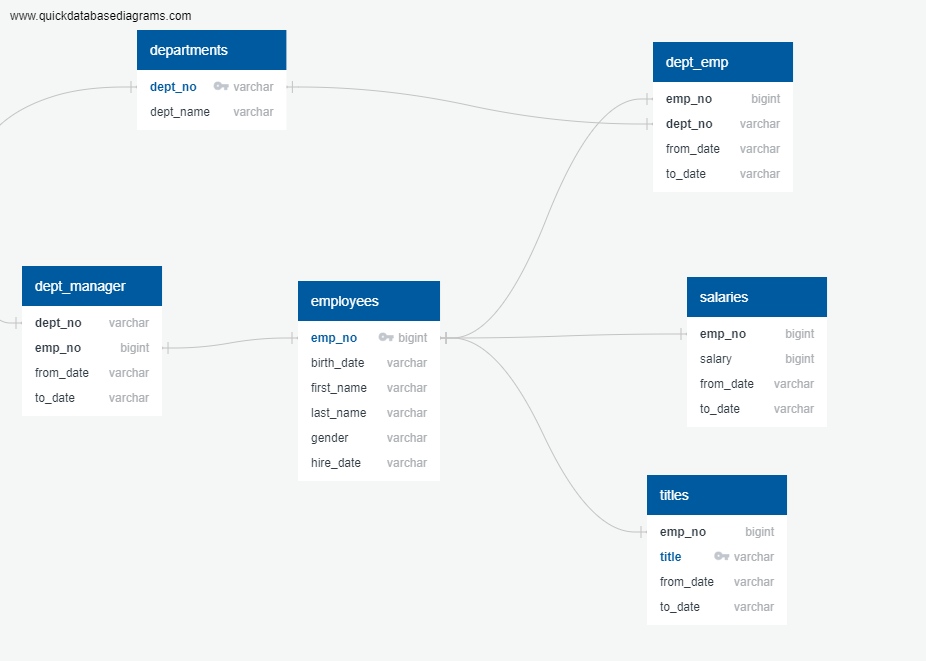 www.quickdatabasediagrams.com
departments
dept_no varchar
dept_name varchar
dept_emp
emp_no bigint
dept_no varchar
from_date varchar
to_date varchar
dept_manager
dept_no varchar
emp_no bigint
from_date varchar
to_date varchar
employees
emp_no bigint
birth_date varchar
first_name varchar
last_name varchar
gender varchar
hire_date varchar
salaries
emp_no bigint
salary bigint
from_date varchar
to_date varchar
titles
emp_no bigint
title varchar
from_date varchar
to_date varchar